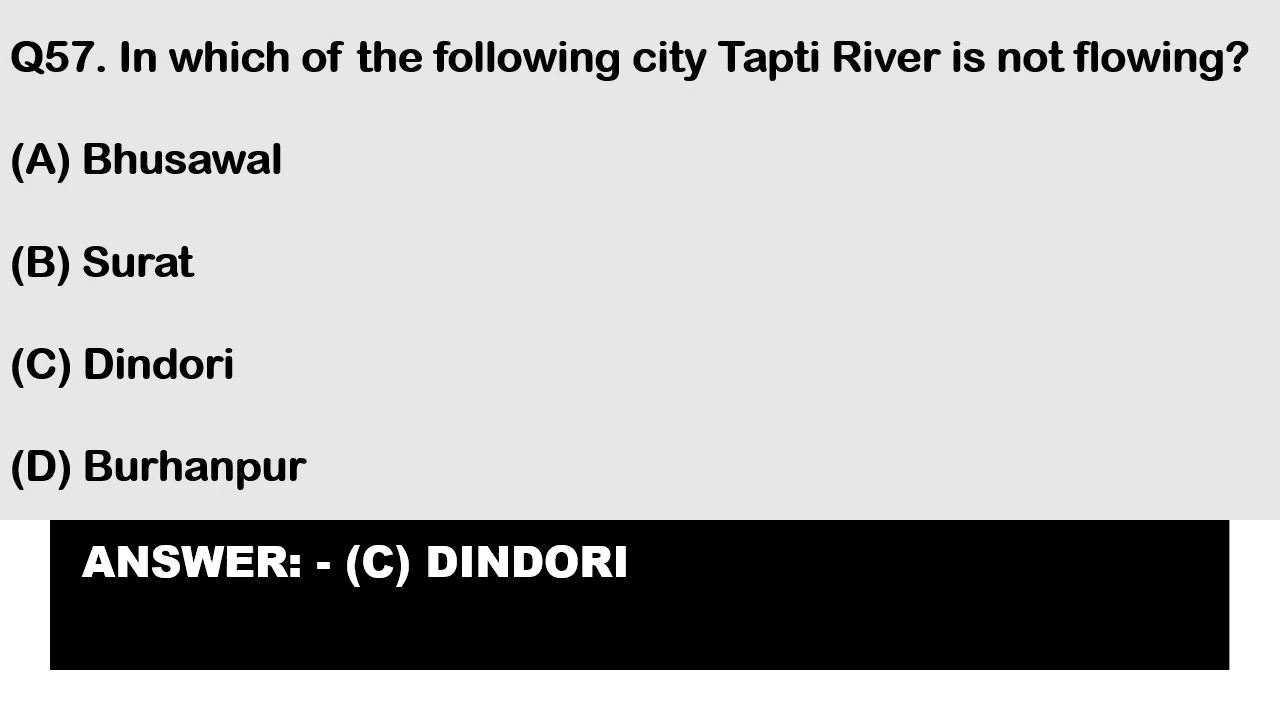 Q57. In which of the following city Tapti River is not flowing?
(A) Bhusawal
(B) Surat
(C) Dindori
(D) Burhanpur
ANSWER: - (C) DINDORI